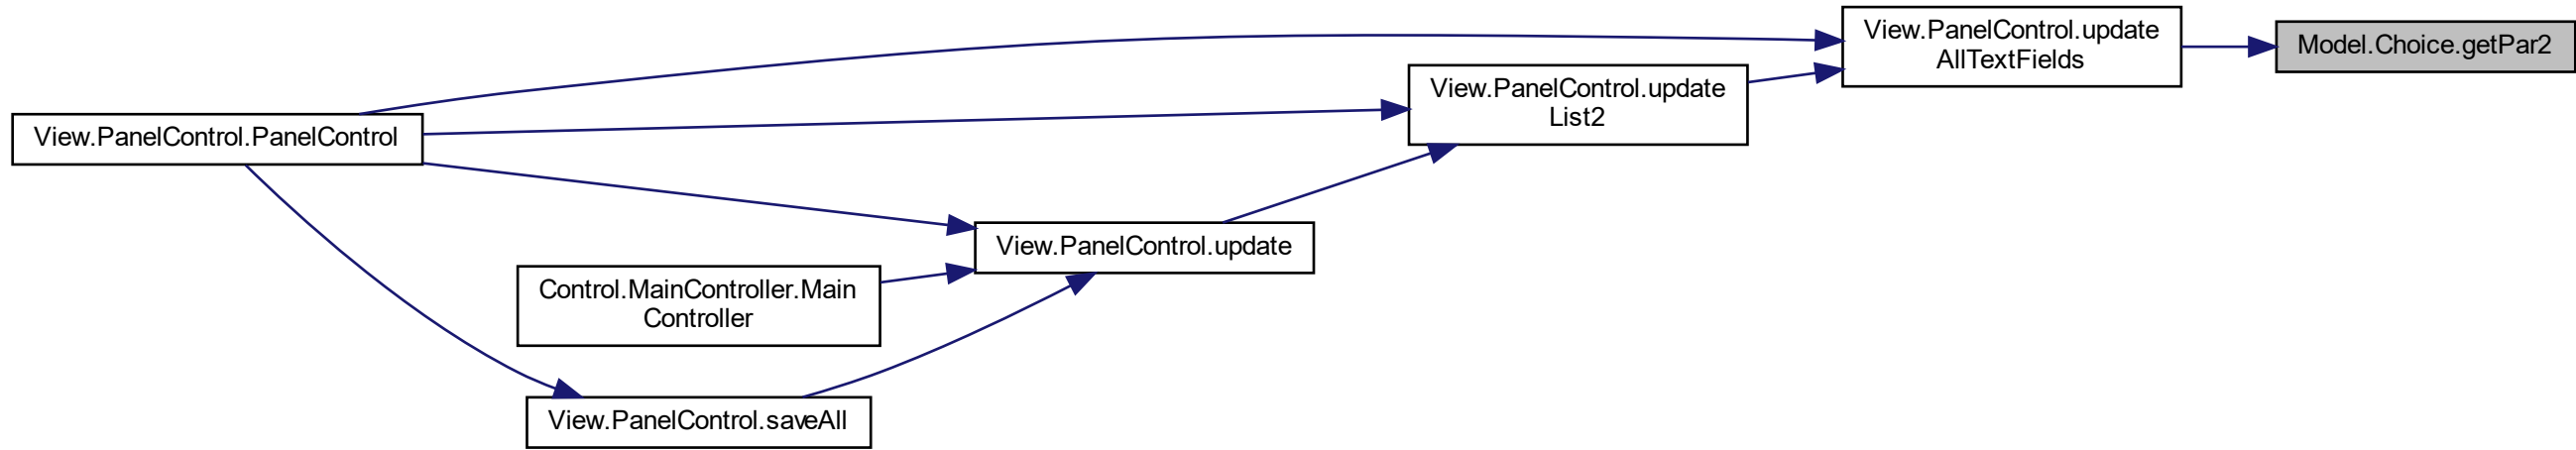 View.PanelControl.update
AllTextFields
Model.Choice.getPar2
View.PanelControl.update
List2
View.PanelControl.PanelControl
View.PanelControl.update
Control.MainController.Main
Controller
View.PanelControl.saveAll